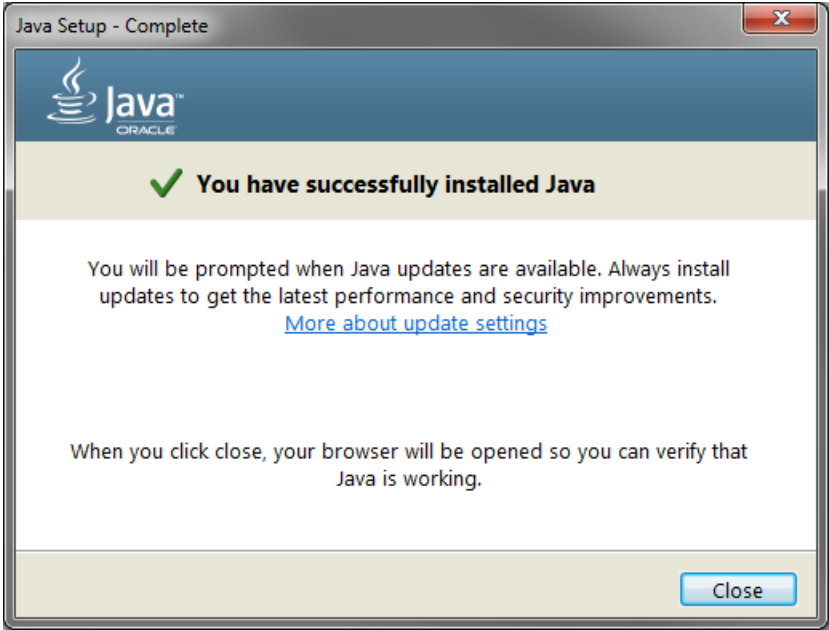 Java Setup - Complete
Java™
ORACLE
You have successfully installed Java
You will be prompted when Java updates are available. Always install
updates to get the latest performance and security improvements.
More about update settings
When you click close, your browser will be opened so you can verify that
Java is working.
Close